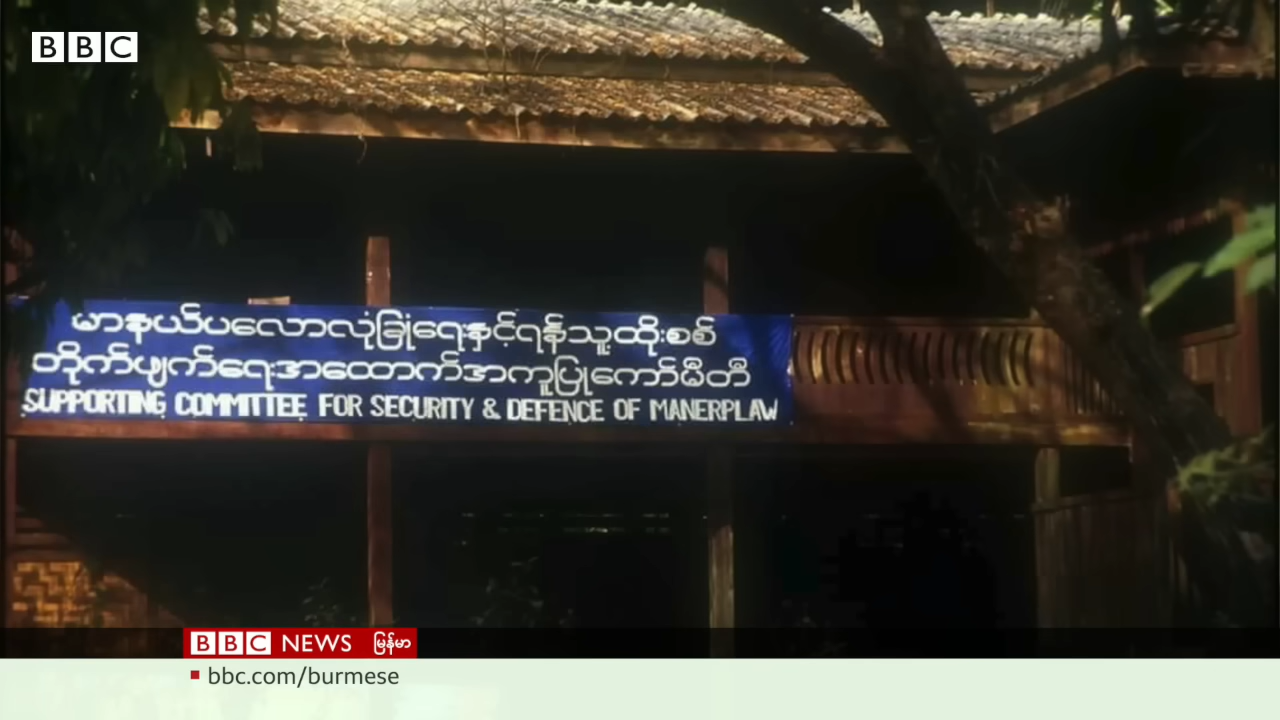 BBC
မာနယ်ပလောလုံခြုံရေးနှင့်ရန်သူ့ထိုးစစ်
တိုက်ဖျက်ရေးအထောက်အကူပြုကော်မီတီ
SUPPORTING COMMITTEE FOR SECURITY & DEFENCE OF MANERPLAW
BBC NEWS မြန်မာ
bbc.com/burmese